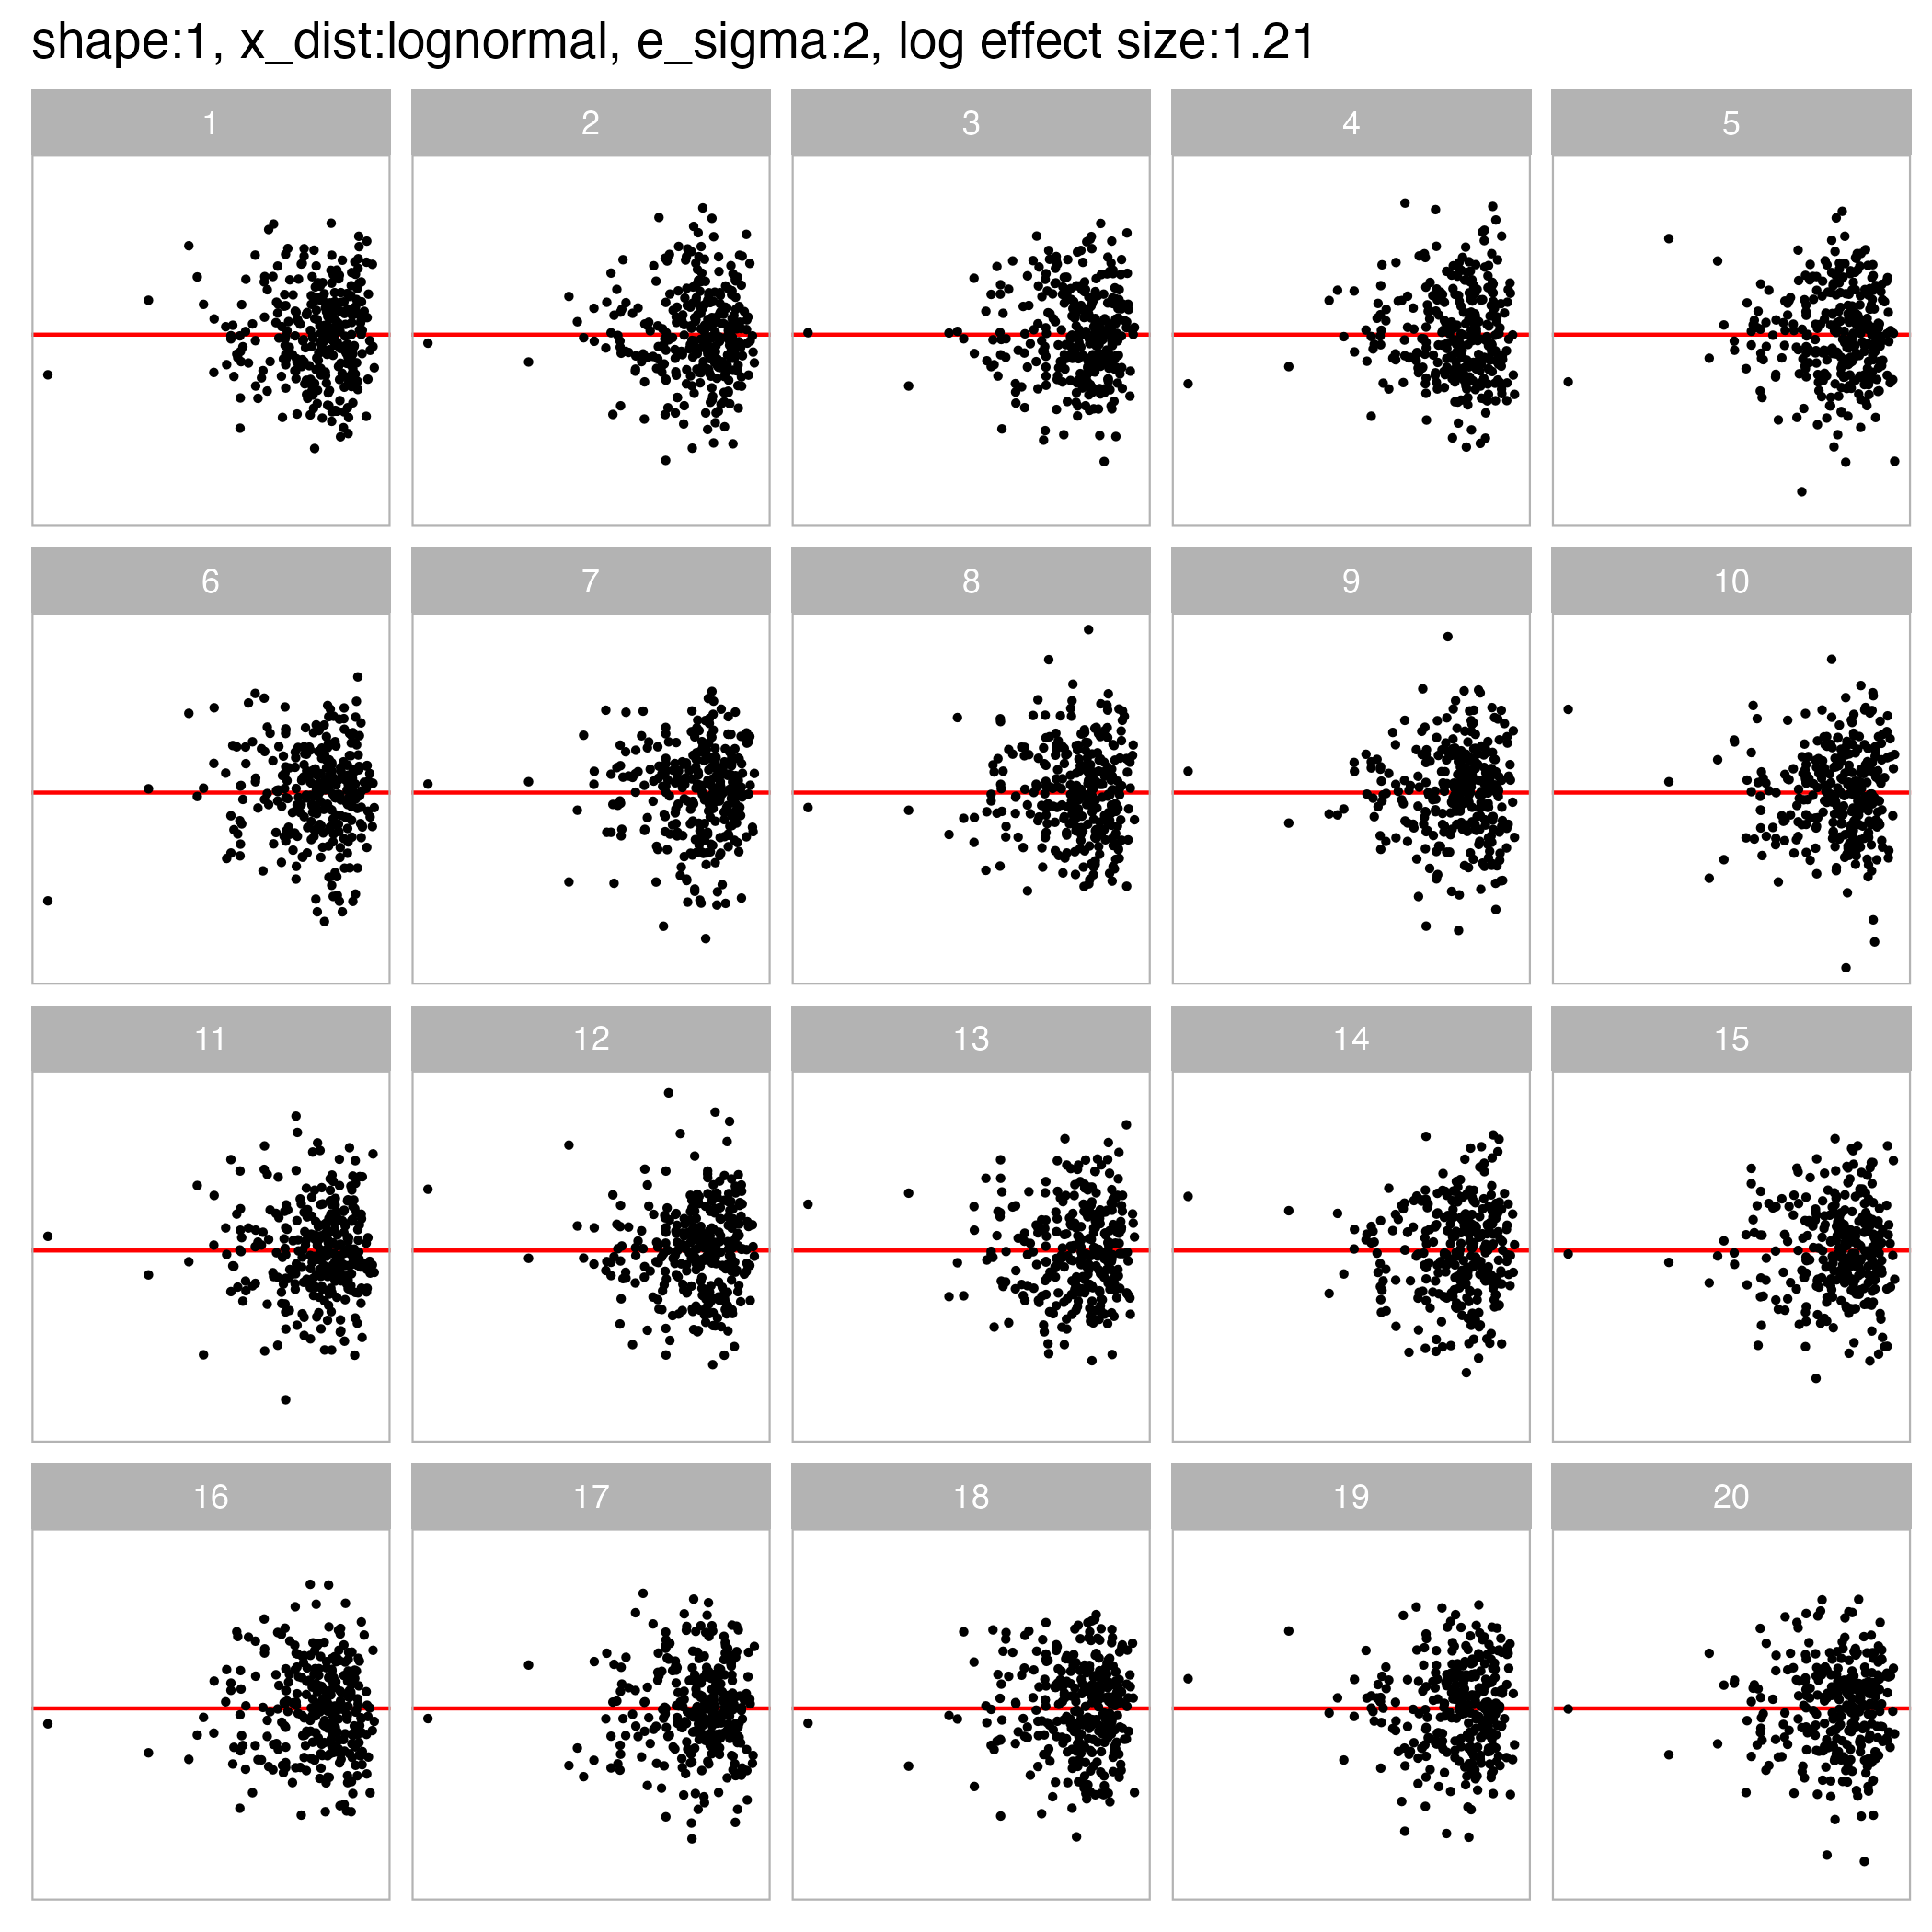 shape:1, x_dist:lognormal, e_sigma:2, log effect size:1.21
1 2 3 4 5
6 7 8 9 10
11 12 13 14 15
16 17 18 19 20